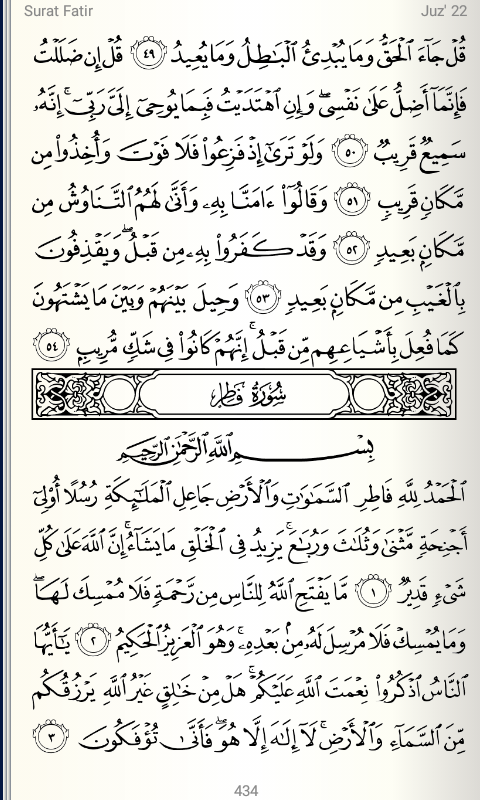 Surat Fatir
Juz' 22
قُلْ جَآءَ ٱلْحَقُّ وَمَا يُبْدِئُ ٱلْبَٰطِلُ وَمَا يُعِيدُ ٤٩ قُلْ إِن ضَلَلْتُ
فَإِنَّمَآ أَضِلُّ عَلَىٰ نَفْسِى ۖ وَإِنِ ٱهْتَدَيْتُ فَبِمَا يُوحِىٓ إِلَىَّ رَبِّىٓ ۚ إِنَّهُۥ
سَمِيعٌ قَرِيبٌ ٥٠ وَلَوْ تَرَىٰٓ إِذْ فَزِعُوا۟ فَلَا فَوْتَ وَأُخِذُوا۟ مِن
مَّكَانٍ قَرِيبٍ ٥١ وَقَالُوٓا۟ ءَامَنَّا بِهِۦ وَأَنَّىٰ لَهُمُ ٱلتَّنَاوُشُ مِن
مَّكَانٍۭ بَعِيدٍ ٥٢ وَقَدْ كَفَرُوا۟ بِهِۦ مِن قَبْلُ ۖ وَيَقْذِفُونَ
بِٱلْغَيْبِ مِن مَّكَانٍۭ بَعِيدٍ ٥٣ وَحِيلَ بَيْنَهُمْ وَبَيْنَ مَا يَشْتَهُونَ
كَمَا فُعِلَ بِأَشْيَاعِهِم مِّن قَبْلُ ۚ إِنَّهُمْ كَانُوا۟ فِى شَكٍّ مُّرِيبٍۭ ٥٤
سُورَةُ فَاطِرٍ
بِسْمِ ٱللَّهِ ٱلرَّحْمَٰنِ ٱلرَّحِيمِ
ٱلْحَمْدُ لِلَّهِ فَاطِرِ ٱلسَّمَٰوَٰتِ وَٱلْأَرْضِ جَاعِلِ ٱلْمَلَٰٓئِكَةِ رُسُلًا أُو۟لِىٓ
أَجْنِحَةٍ مَّثْنَىٰ وَثُلَٰثَ وَرُبَٰعَ ۚ يَزِيدُ فِى ٱلْخَلْقِ مَا يَشَآءُ ۚ إِنَّ ٱللَّهَ عَلَىٰ كُلِّ
شَىْءٍ قَدِيرٌ ١ مَّا يَفْتَحِ ٱللَّهُ لِلنَّاسِ مِن رَّحْمَةٍ فَلَا مُمْسِكَ لَهَا ۖ
وَمَا يُمْسِكْ فَلَا مُرْسِلَ لَهُۥ مِنۢ بَعْدِهِۦ ۚ وَهُوَ ٱلْعَزِيزُ ٱلْحَكِيمُ ٢ يَٰٓأَيُّهَا
ٱلنَّاسُ ٱذْكُرُوا۟ نِعْمَتَ ٱللَّهِ عَلَيْكُمْ ۚ هَلْ مِنْ خَٰلِقٍ غَيْرُ ٱللَّهِ يَرْزُقُكُم
مِّنَ ٱلسَّمَآءِ وَٱلْأَرْضِ ۚ لَآ إِلَٰهَ إِلَّا هُوَ ۖ فَأَنَّىٰ تُؤْفَكُونَ ٣
434